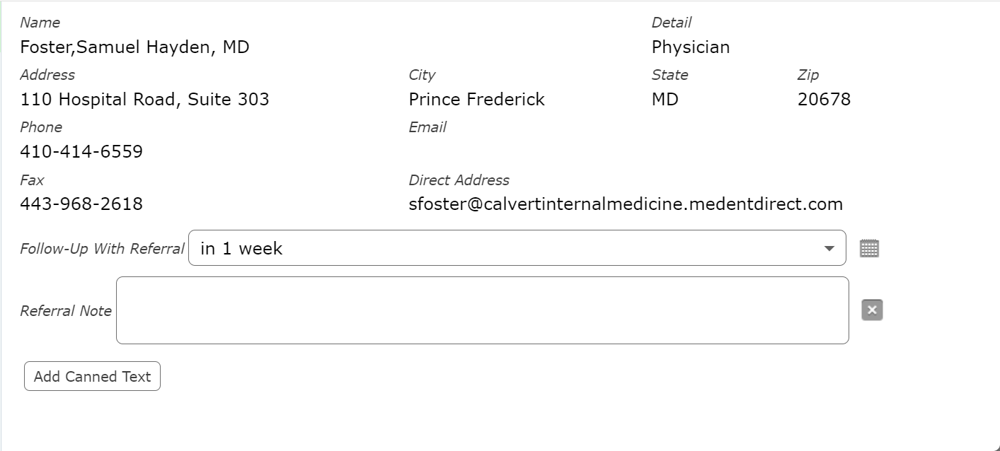 Name Detail
Foster,Samuel Hayden, MD Physician
Address City State Zip
110 Hospital Road, Suite 303 Prince Frederick MD 20678
Phone Email
410-414-6559
Fax Direct Address
443-968-2618 sfoster@calvertinternalmedicine.medentdirect.com
Follow-Up With Referral in 1 week
Referral Note
Add Canned Text